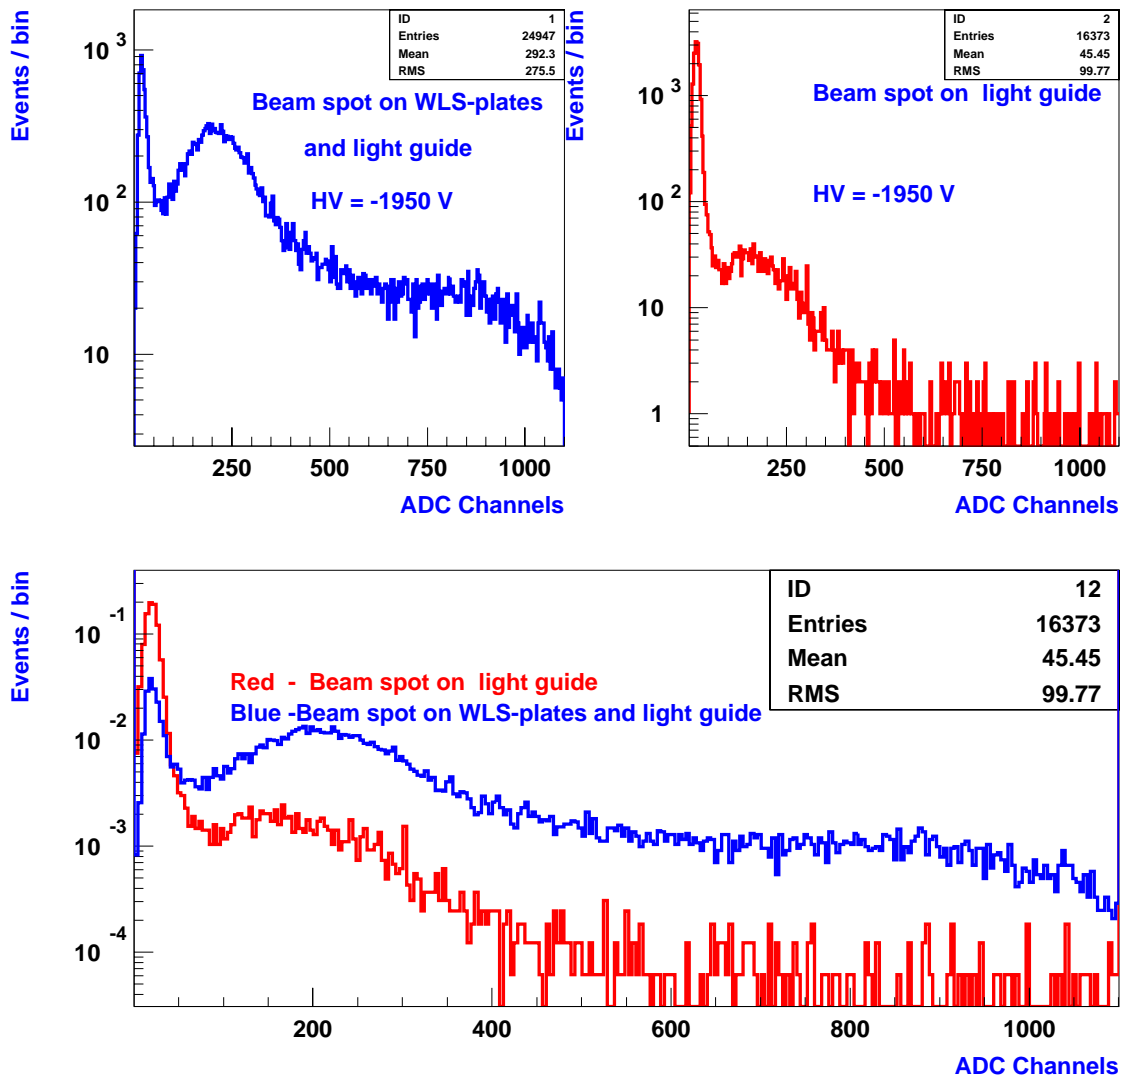 ID 1
Entries 24947
Mean 292.3
RMS 275.5
Events / bin
10 3
10 2
10
Beam spot on WLS-plates
and light guide
HV = -1950 V
250 500 750 1000
ADC Channels
ID 2
Entries 16373
Mean 45.45
RMS 99.77
Events / bin
10 3
10 2
10
1
Beam spot on light guide
HV = -1950 V
250 500 750 1000
ADC Channels
ID 12
Entries 16373
Mean 45.45
RMS 99.77
Events / bin
10 -1
10 -2
10 -3
10 -4
Red - Beam spot on light guide
Blue -Beam spot on WLS-plates and light guide
200 400 600 800 1000
ADC Channels